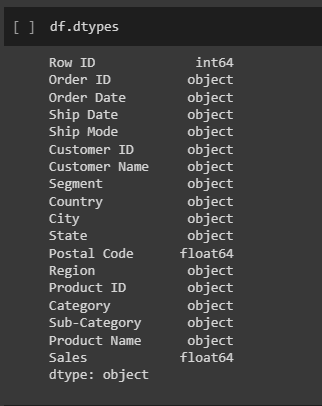 [ ] df.dtypes
Row ID int64
Order ID object
Order Date object
Ship Date object
Ship Mode object
Customer ID object
Customer Name object
Segment object
Country object
City object
State object
Postal Code float64
Region object
Product ID object
Category object
Sub-Category object
Product Name object
Sales float64
dtype: object